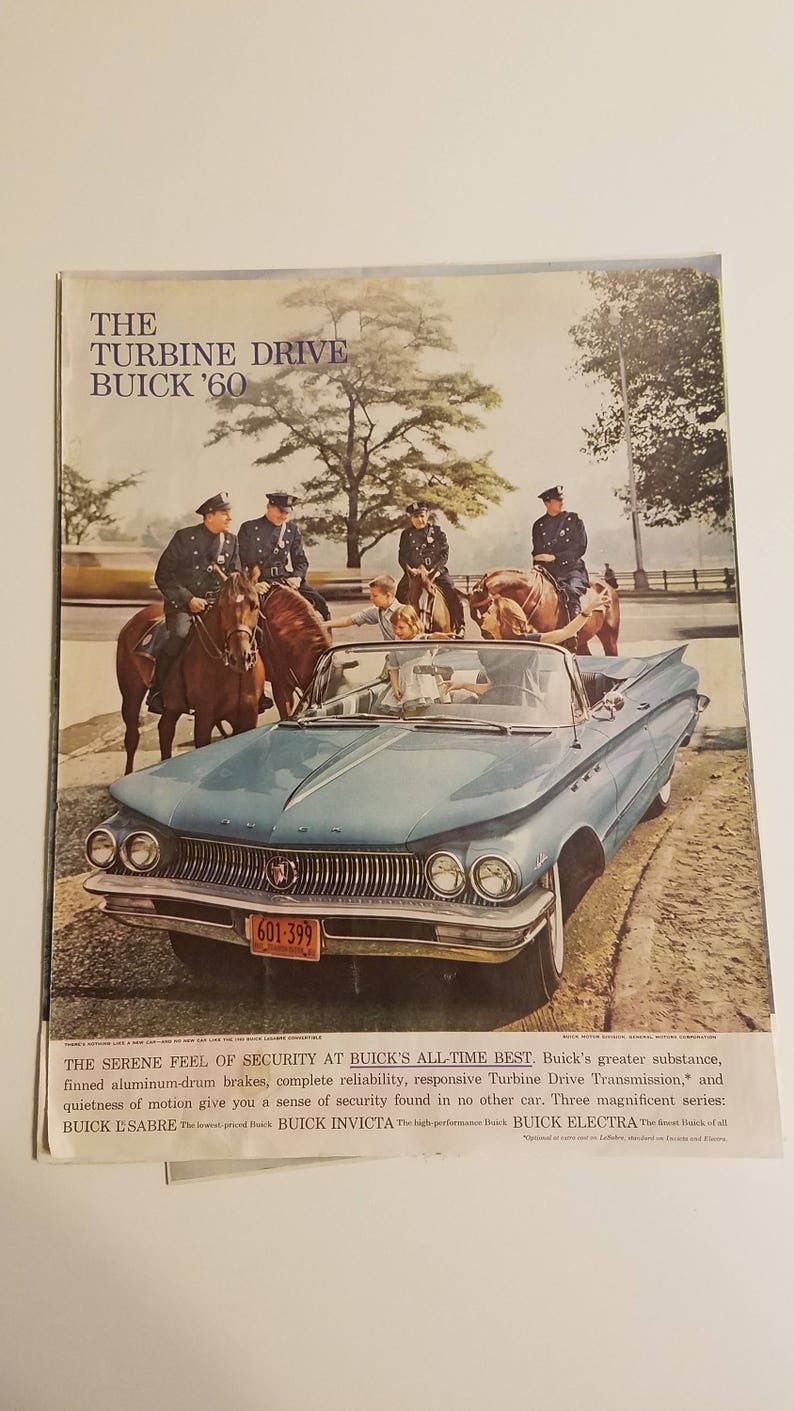 THE
TURBINE DRIVE
BUICK '60
BUICK
LeSabre
601·399
THERE'S NOTHING LIKE A NEW CAR—AND NO NEW CAR LIKE THE 1960 BUICK LeSABRE CONVERTIBLE
BUICK MOTOR DIVISION, GENERAL MOTORS CORPORATION
THE SERENE FEEL OF SECURITY AT BUICK'S ALL-TIME BEST. Buick's greater substance,
finned aluminum-drum brakes, complete reliability, responsive Turbine Drive Transmission,* and
quietness of motion give you a sense of security found in no other car. Three magnificent series:
BUICK LeSABRE The lowest-priced Buick BUICK INVICTA The high-performance Buick BUICK ELECTRA The finest Buick of all
*Optional at extra cost on LeSabre, standard on Invicta and Electra.